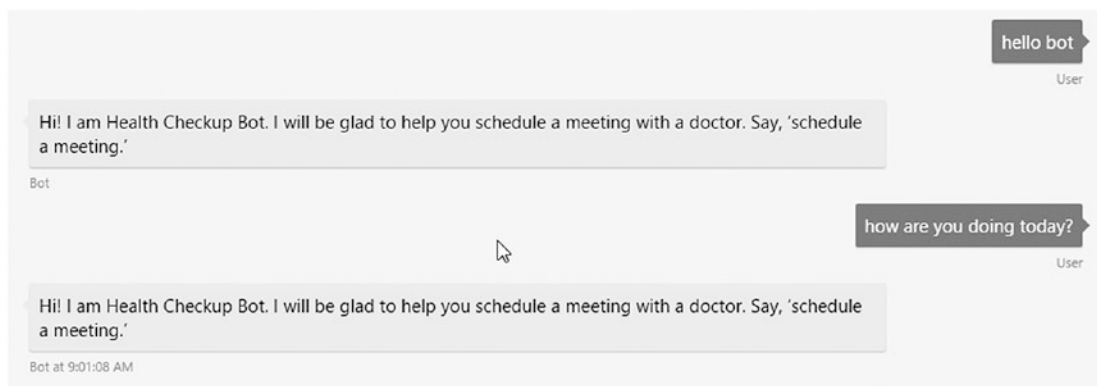 hello bot
User
Hi! I am Health Checkup Bot. I will be glad to help you schedule a meeting with a doctor. Say, ‘schedule
a meeting.’
Bot
how are you doing today?
User
Hi! I am Health Checkup Bot. I will be glad to help you schedule a meeting with a doctor. Say, ‘schedule
a meeting.’
Bot at 9:01:08 AM